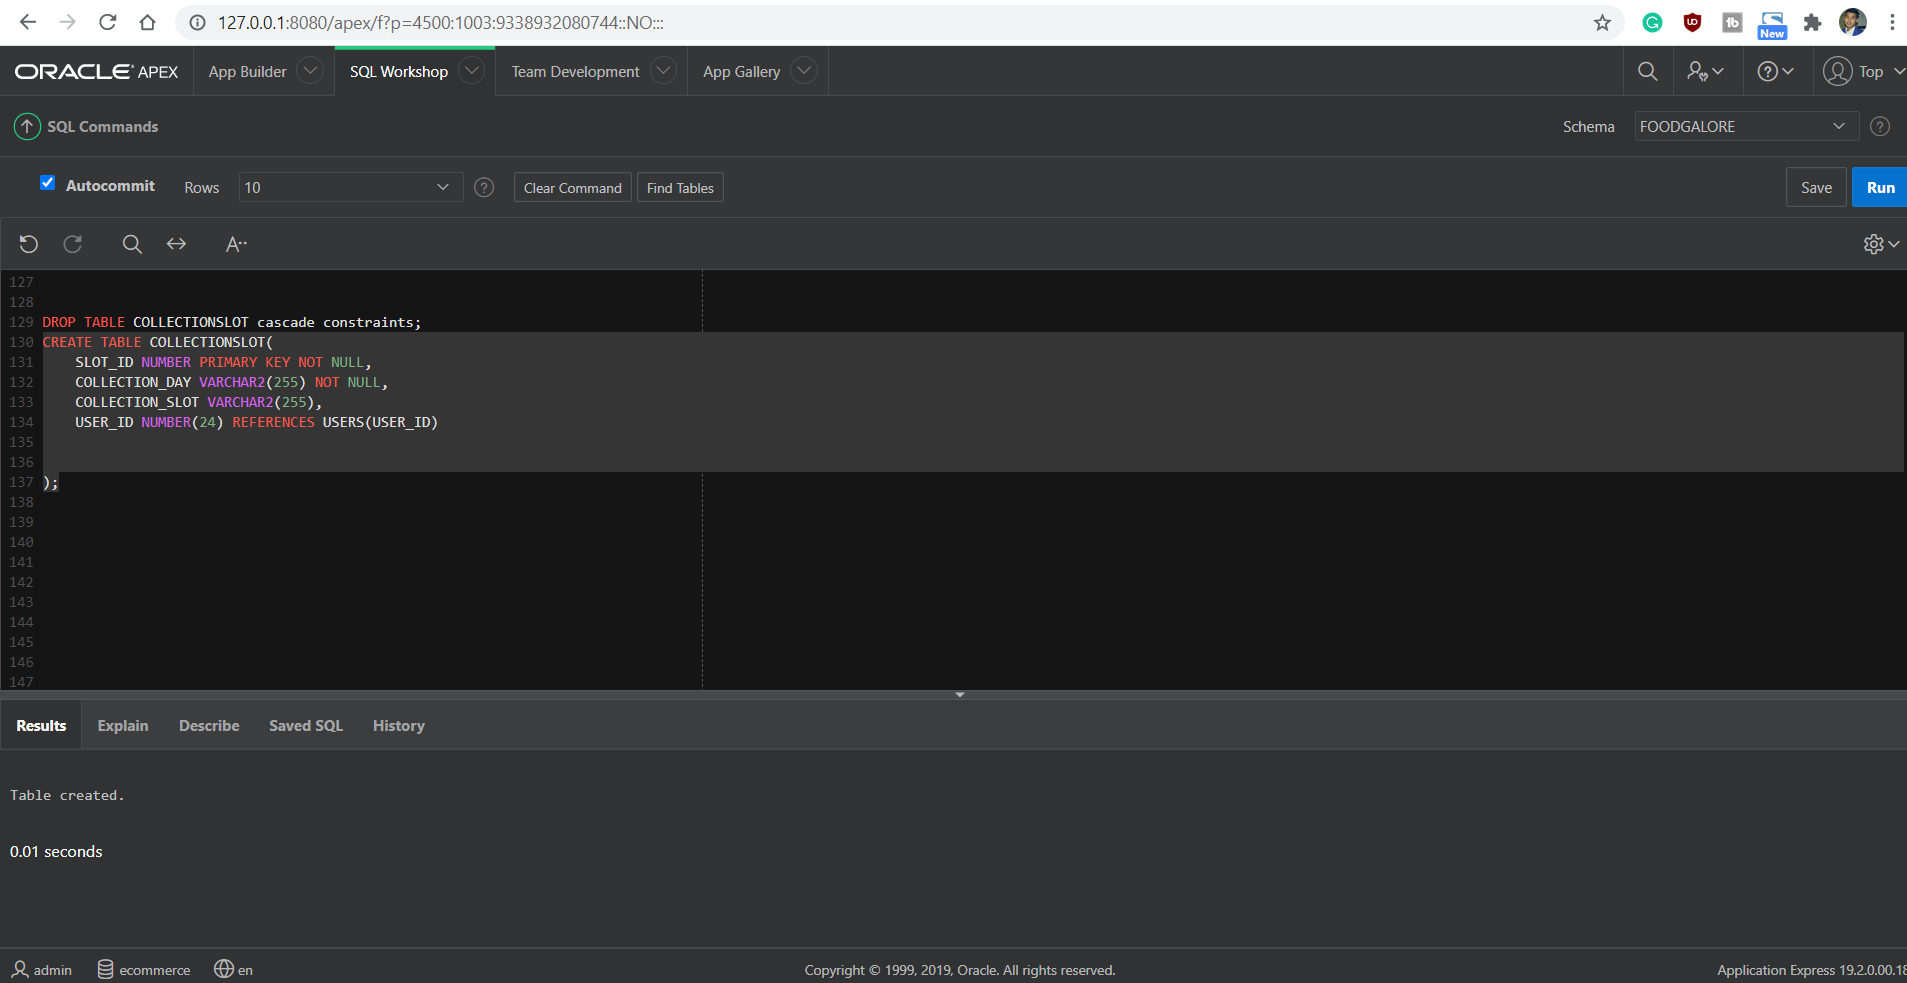 127.0.0.1:8080/apex/f?p=4500:1003:9338932080744::NO:::
New
ORACLE APEX App Builder SQL Workshop Team Development App Gallery Top
SQL Commands Schema FOODGALORE
Autocommit Rows 10 Clear Command Find Tables Save Run
A
127
128
129 DROP TABLE COLLECTIONSLOT cascade constraints;
130 CREATE TABLE COLLECTIONSLOT(
131 SLOT_ID NUMBER PRIMARY KEY NOT NULL,
132 COLLECTION_DAY VARCHAR2(255) NOT NULL,
133 COLLECTION_SLOT VARCHAR2(255),
134 USER_ID NUMBER(24) REFERENCES USERS(USER_ID)
135
136
137 );
138
139
140
141
142
143
144
145
146
147
Results Explain Describe Saved SQL History
Table created.
0.01 seconds
admin ecommerce en Copyright © 1999, 2019, Oracle. All rights reserved. Application Express 19.2.0.00.18